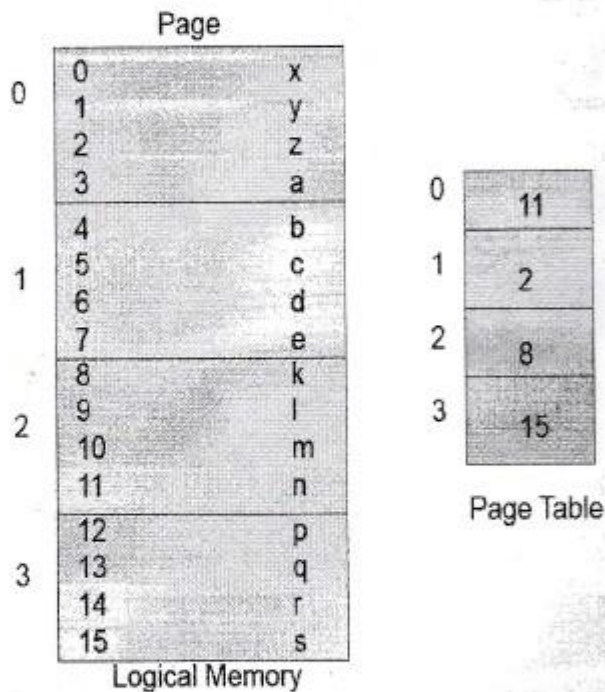 Page
0
0 x
1 y
2 z
3 a
1
4 b
5 c
6 d
7 e
2
8 k
9 l
10 m
11 n
3
12 p
13 q
14 r
15 s
Logical Memory
0 11
1 2
2 8
3 15
Page Table